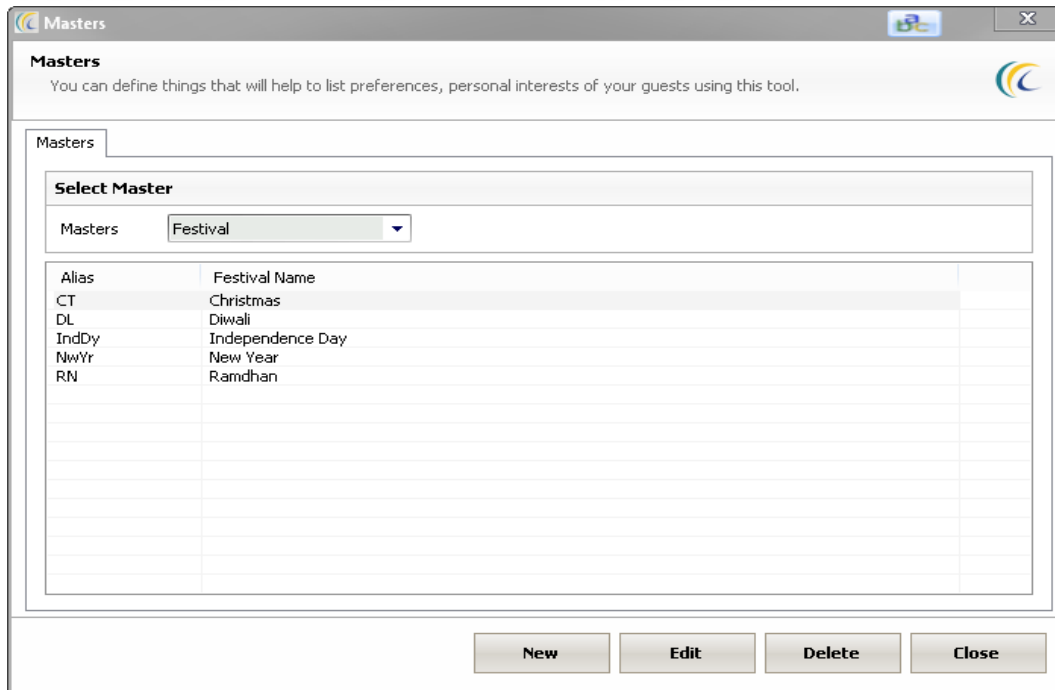 Masters
Masters
You can define things that will help to list preferences, personal interests of your guests using this tool.
Masters
Select Master
Masters Festival
Alias Festival Name
CT Christmas
DL Diwali
IndDy Independence Day
NwYr New Year
RN Ramdhan
New Edit Delete Close